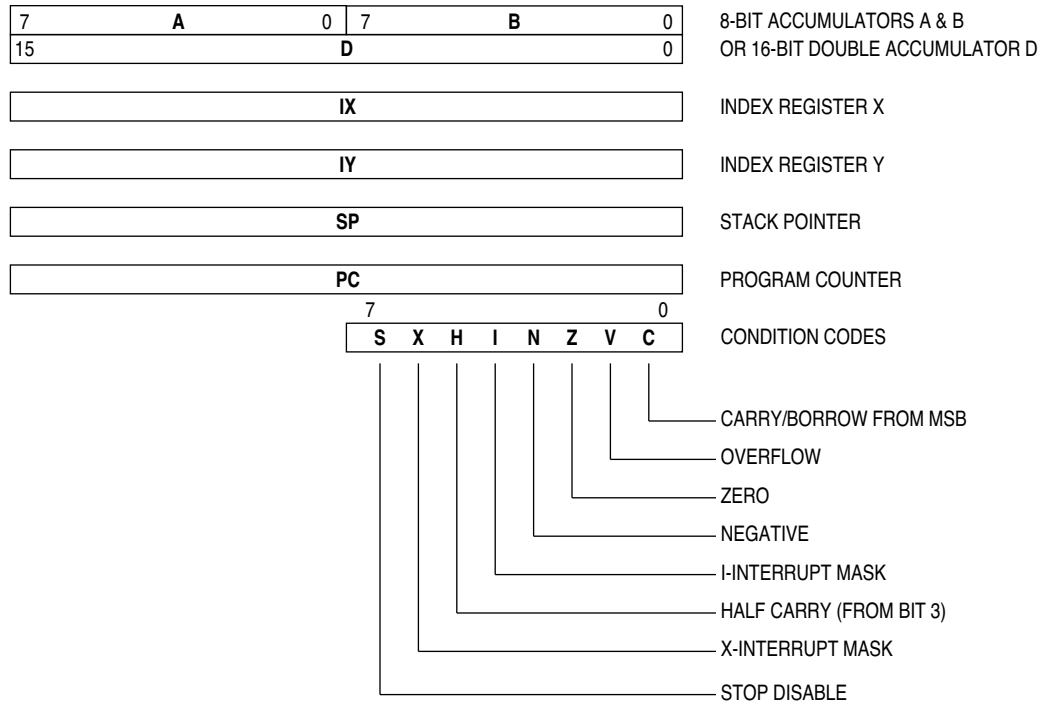 7 A 0 7 B 0 8-BIT ACCUMULATORS A & B
15 D 0 OR 16-BIT DOUBLE ACCUMULATOR D
IX INDEX REGISTER X
IY INDEX REGISTER Y
SP STACK POINTER
PC PROGRAM COUNTER
7 0
S X H I N Z V C CONDITION CODES
CARRY/BORROW FROM MSB
OVERFLOW
ZERO
NEGATIVE
I-INTERRUPT MASK
HALF CARRY (FROM BIT 3)
X-INTERRUPT MASK
STOP DISABLE